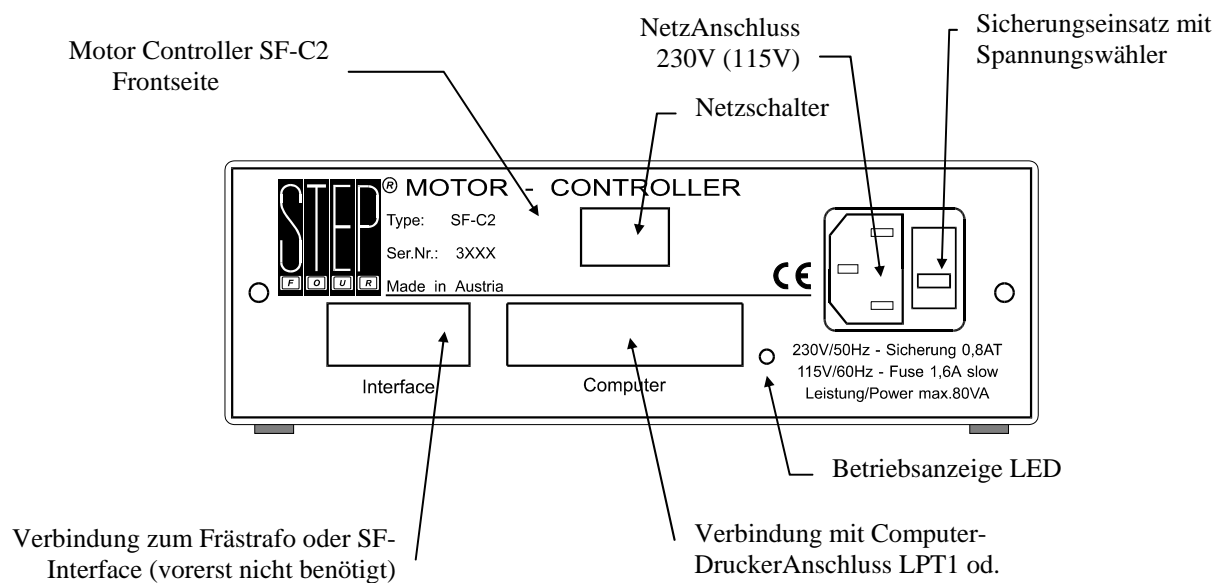 Motor Controller SF-C2
Frontseite
NetzAnschluss
230V (115V)
Sicherungseinsatz mit
Spannungswähler
Netzschalter
STEP
FOUR
® MOTOR - CONTROLLER
Type: SF-C2
Ser.Nr.: 3XXX
Made in Austria
CE
Interface
Computer
230V/50Hz - Sicherung 0,8AT
115V/60Hz - Fuse 1,6A slow
Leistung/Power max.80VA
Betriebsanzeige LED
Verbindung zum Frästrafo oder SF-
Interface (vorerst nicht benötigt)
Verbindung mit Computer-
DruckerAnschluss LPT1 od.